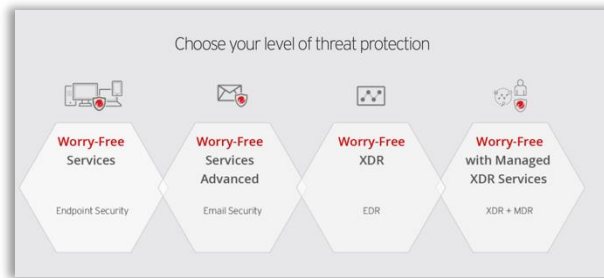 Choose your level of threat protection
Worry-Free
Services
Endpoint Security
Worry-Free
Services
Advanced
Email Security
Worry-Free
XDR
EDR
Worry-Free
with Managed
XDR Services
XDR + MDR